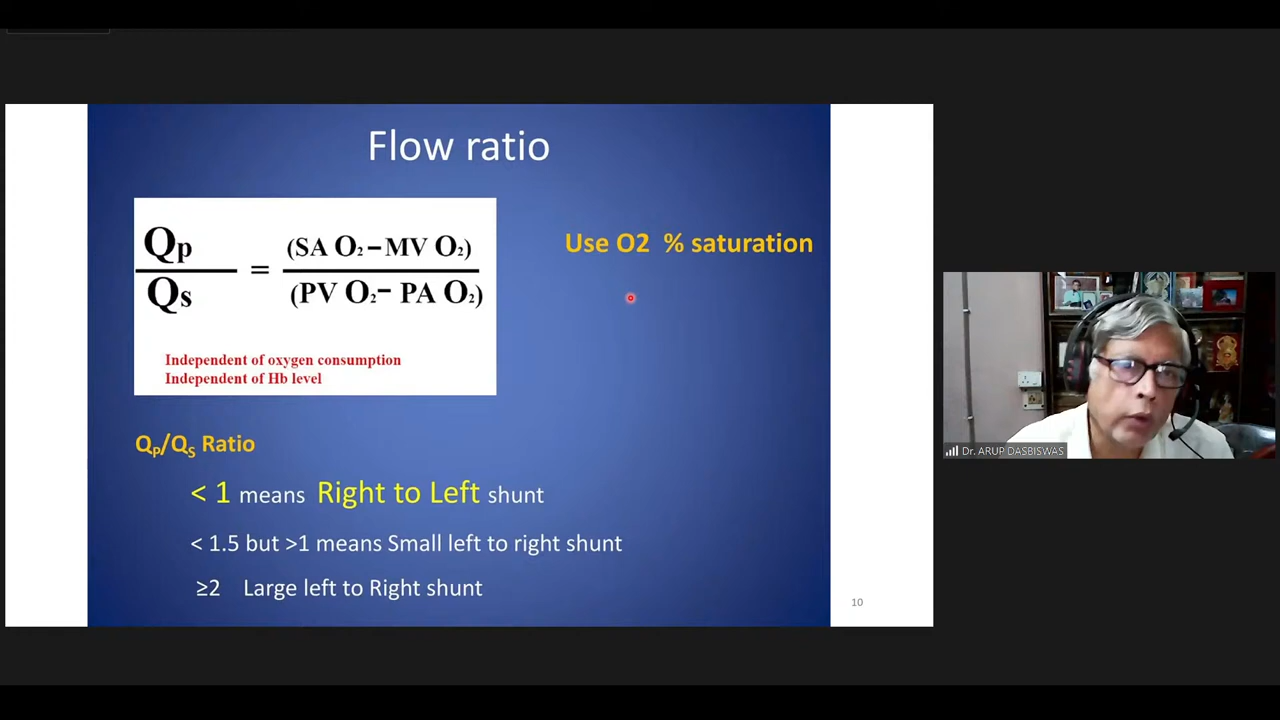 Flow ratio
Qp
Qs
=
(SA O₂ – MV O₂)
(PV O₂ – PA O₂)
Use O2 % saturation
Independent of oxygen consumption
Independent of Hb level
QP/QS Ratio
< 1 means Right to Left shunt
< 1.5 but >1 means Small left to right shunt
≥2 Large left to Right shunt
10
Dr. ARUP DASBISWAS